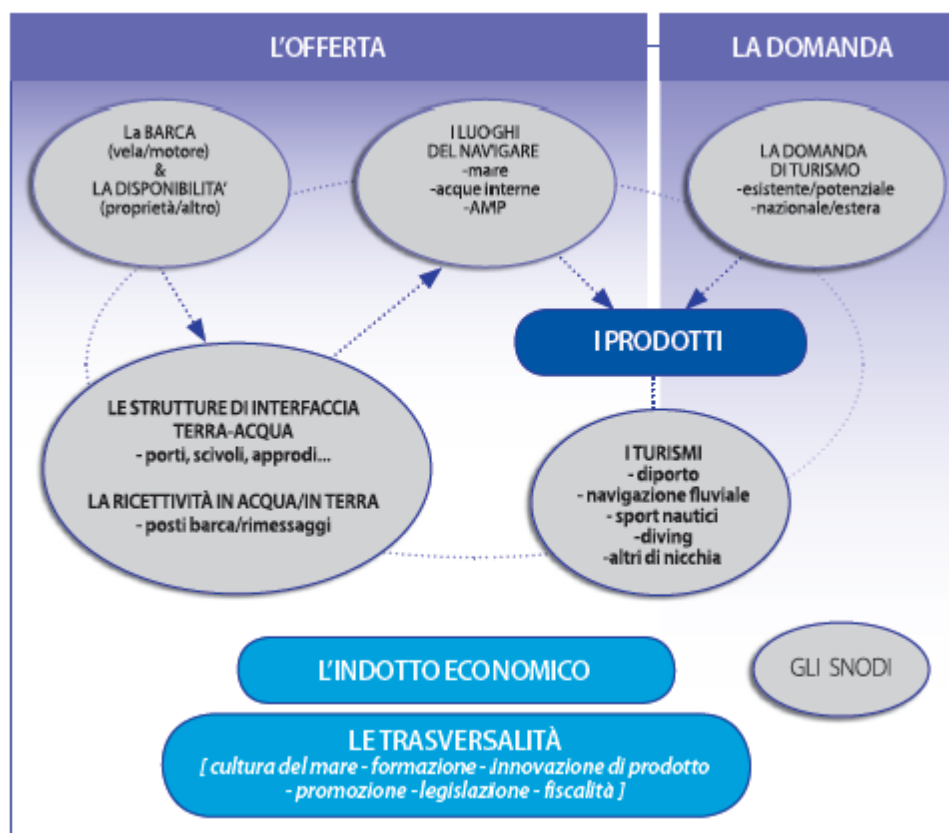 L'OFFERTA
LA DOMANDA
La BARCA
(vela/motore)
&
LA DISPONIBILITA'
(proprietà/altro)
I LUOGHI
DEL NAVIGARE
-mare
-acque interne
-AMP
LA DOMANDA
DI TURISMO
-esistente/potenziale
-nazionale/estera
I PRODOTTI
LE STRUTTURE DI INTERFACCIA
TERRA-ACQUA
- porti, scivoli, approdi...
LA RICETTIVITÀ IN ACQUA/IN TERRA
- posti barca/rimessaggi
I TURISMI
- diporto
- navigazione fluviale
- sport nautici
-diving
-altri di nicchia
L'INDOTTO ECONOMICO
GLI SNODI
LE TRASVERSALITÀ
[ cultura del mare - formazione - innovazione di prodotto
- promozione - legislazione - fiscalità ]